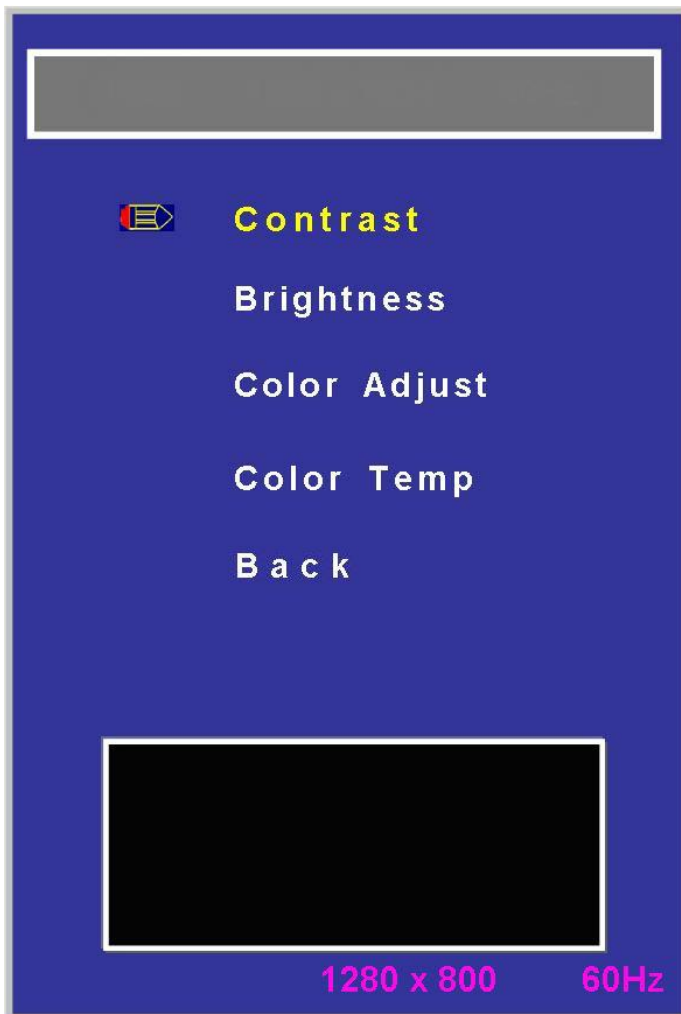 Contrast
Brightness
Color Adjust
Color Temp
Back
1280 x 800 60Hz